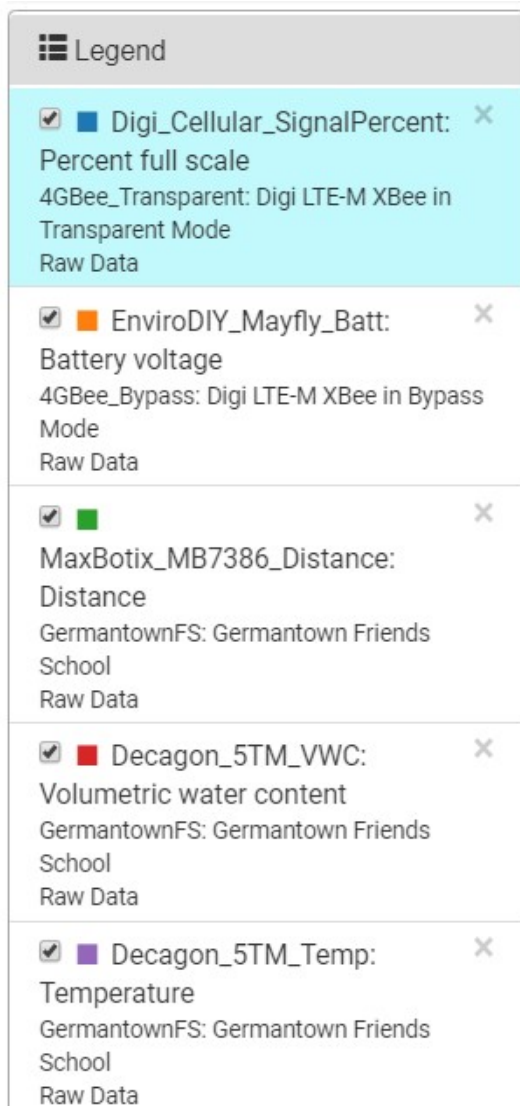 Legend
Digi_Cellular_SignalPercent:
Percent full scale
4GBee_Transparent: Digi LTE-M XBee in
Transparent Mode
Raw Data
EnviroDIY_Mayfly_Batt:
Battery voltage
4GBee_Bypass: Digi LTE-M XBee in Bypass
Mode
Raw Data
MaxBotix_MB7386_Distance:
Distance
GermantownFS: Germantown Friends
School
Raw Data
Decagon_5TM_VWC:
Volumetric water content
GermantownFS: Germantown Friends
School
Raw Data
Decagon_5TM_Temp:
Temperature
GermantownFS: Germantown Friends
School
Raw Data